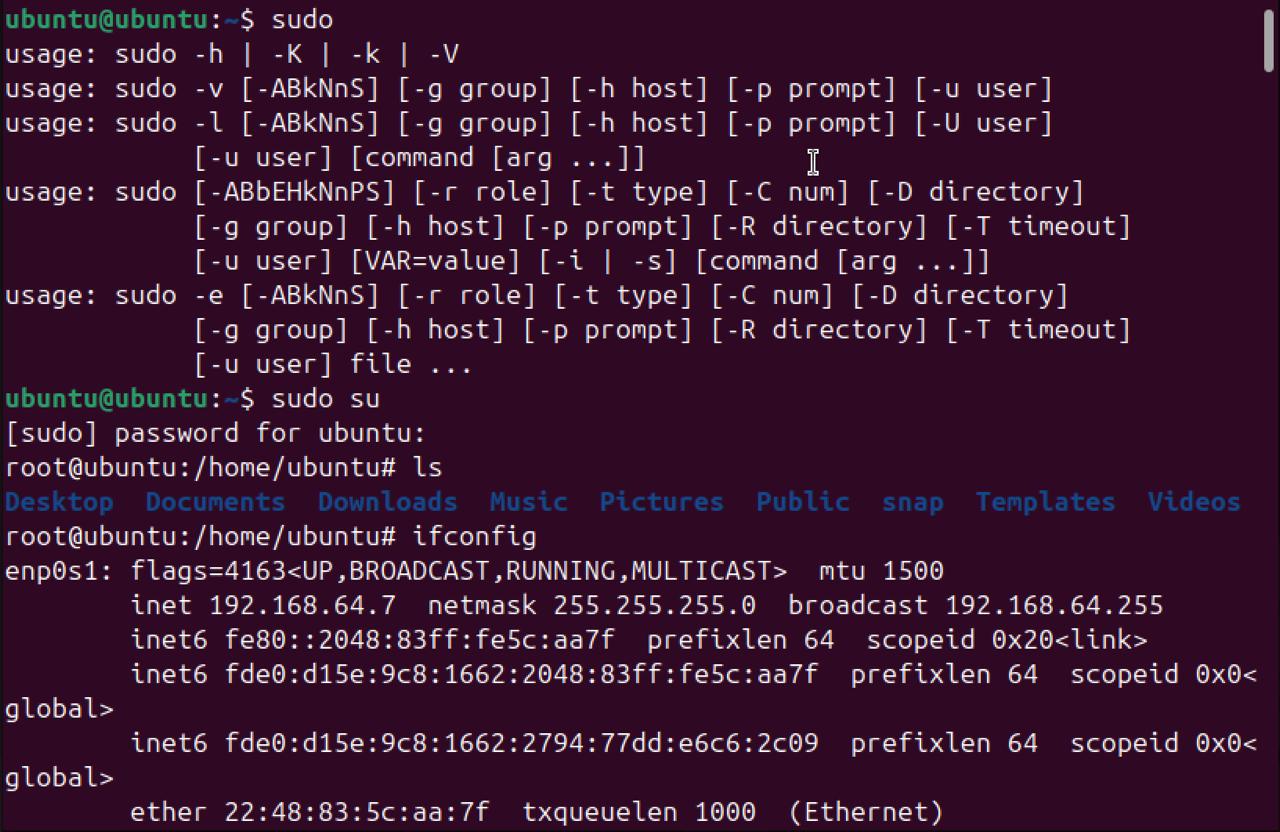 ubuntu@ubuntu:~$ sudo
usage: sudo -h | -K | -k | -V
usage: sudo -v [-ABkNnS] [-g group] [-h host] [-p prompt] [-u user]
usage: sudo -l [-ABkNnS] [-g group] [-h host] [-p prompt] [-U user]
            [-u user] [command [arg ...]]
usage: sudo [-ABbEHkNnPS] [-r role] [-t type] [-C num] [-D directory]
            [-g group] [-h host] [-p prompt] [-R directory] [-T timeout]
            [-u user] [VAR=value] [-i | -s] [command [arg ...]]
usage: sudo -e [-ABkNnS] [-r role] [-t type] [-C num] [-D directory]
            [-g group] [-h host] [-p prompt] [-R directory] [-T timeout]
            [-u user] file ...
ubuntu@ubuntu:~$ sudo su
[sudo] password for ubuntu:
root@ubuntu:/home/ubuntu# ls
Desktop  Documents  Downloads  Music  Pictures  Public  snap  Templates  Videos
root@ubuntu:/home/ubuntu# ifconfig
enp0s1: flags=4163<UP,BROADCAST,RUNNING,MULTICAST>  mtu 1500
        inet 192.168.64.7  netmask 255.255.255.0  broadcast 192.168.64.255
        inet6 fe80::2048:83ff:fe5c:aa7f  prefixlen 64  scopeid 0x20<link>
        inet6 fde0:d15e:9c8:1662:2048:83ff:fe5c:aa7f  prefixlen 64  scopeid 0x0<
global>
        inet6 fde0:d15e:9c8:1662:2794:77dd:e6c6:2c09  prefixlen 64  scopeid 0x0<
global>
        ether 22:48:83:5c:aa:7f  txqueuelen 1000  (Ethernet)